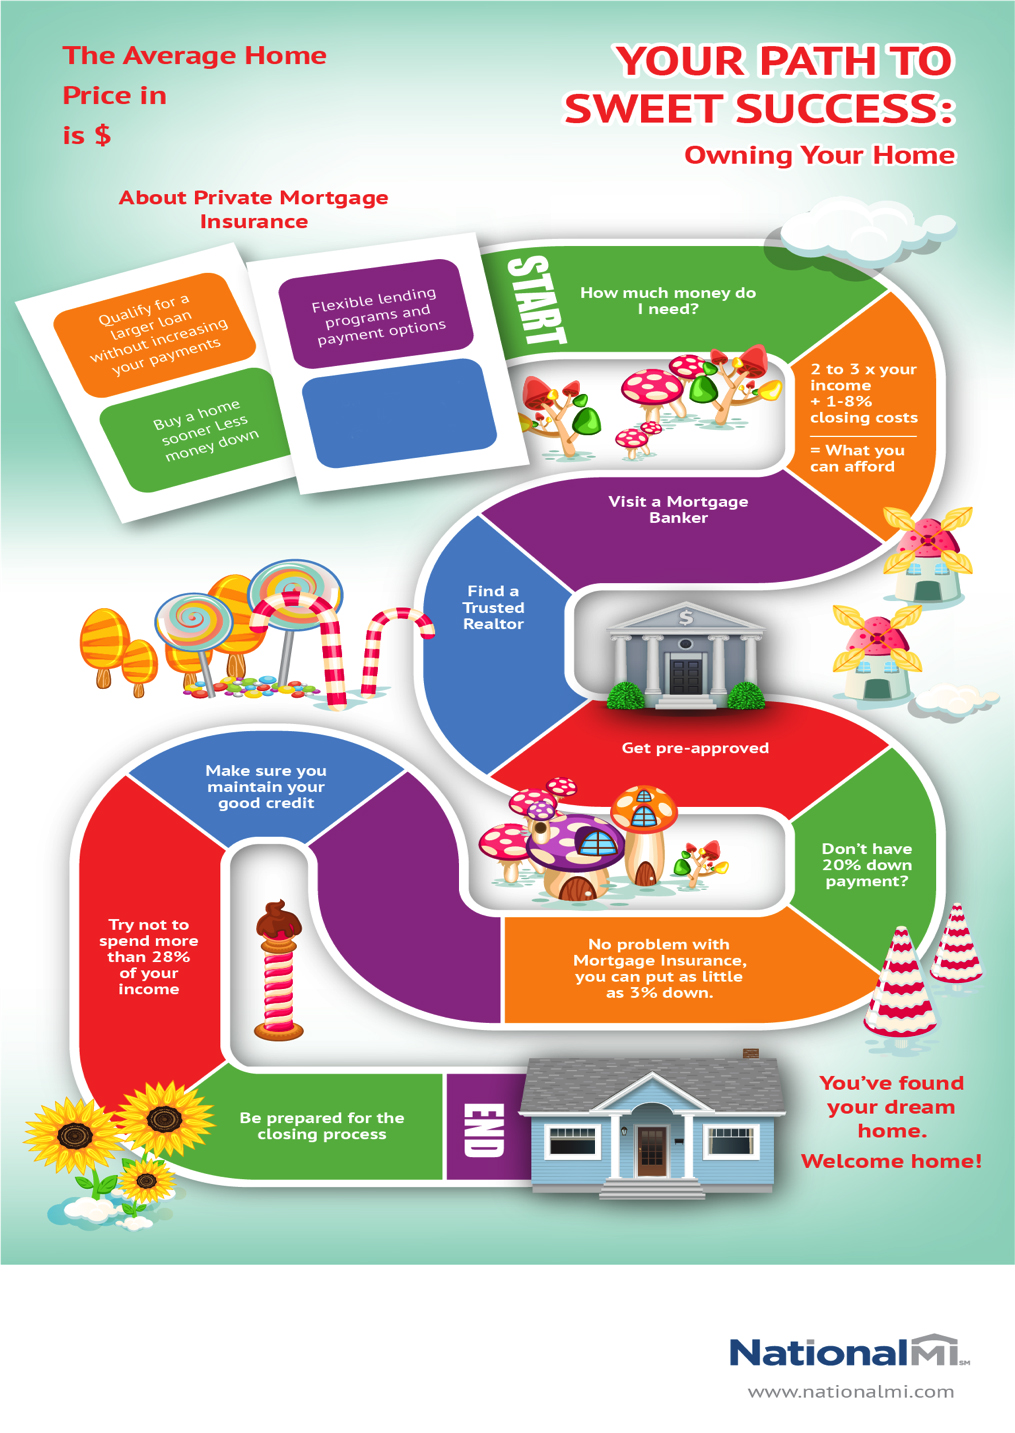 The Average Home
Price in
is $
YOUR PATH TO
SWEET SUCCESS:
Owning Your Home
About Private Mortgage
Insurance
Qualify for a
larger loan
without increasing
your payments
Buy a home
sooner Less
money down
Flexible lending
programs and
payment options
START
How much money do
I need?
2 to 3 x your
income
+ 1-8%
closing costs
= What you
can afford
Visit a Mortgage
Banker
Find a
Trusted
Realtor
$
Get pre-approved
Don't have
20% down
payment?
No problem with
Mortgage Insurance,
you can put as little
as 3% down.
Make sure you
maintain your
good credit
Try not to
spend more
than 28%
of your
income
Be prepared for the
closing process
END
You've found
your dream
home.
Welcome home!
NationalMI SM
www.nationalmi.com